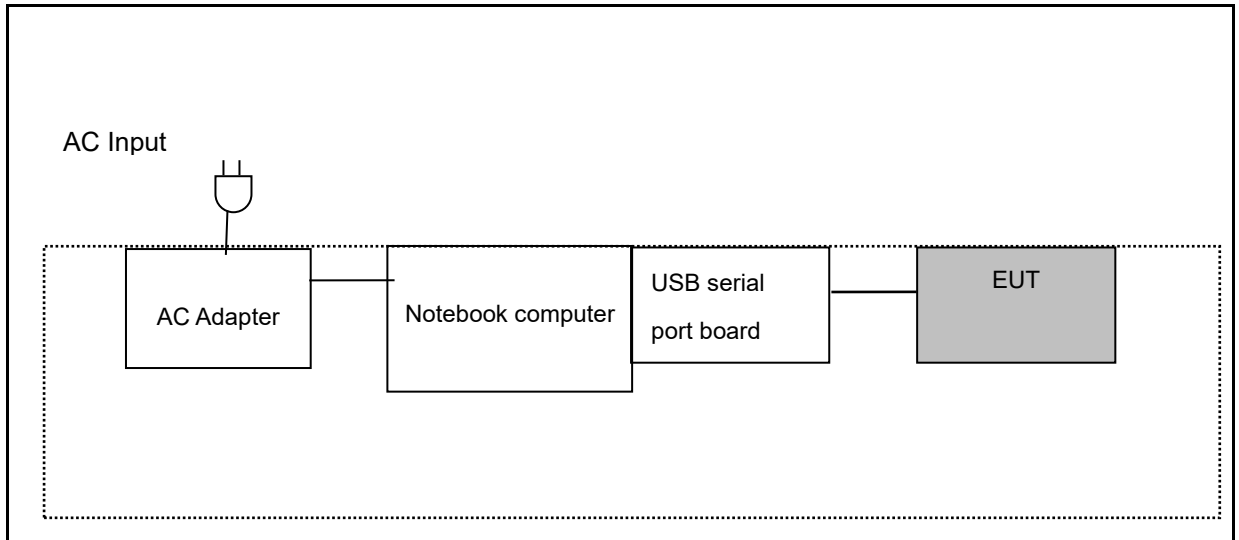 AC Input
AC Adapter
Notebook computer
USB serial
port board
EUT